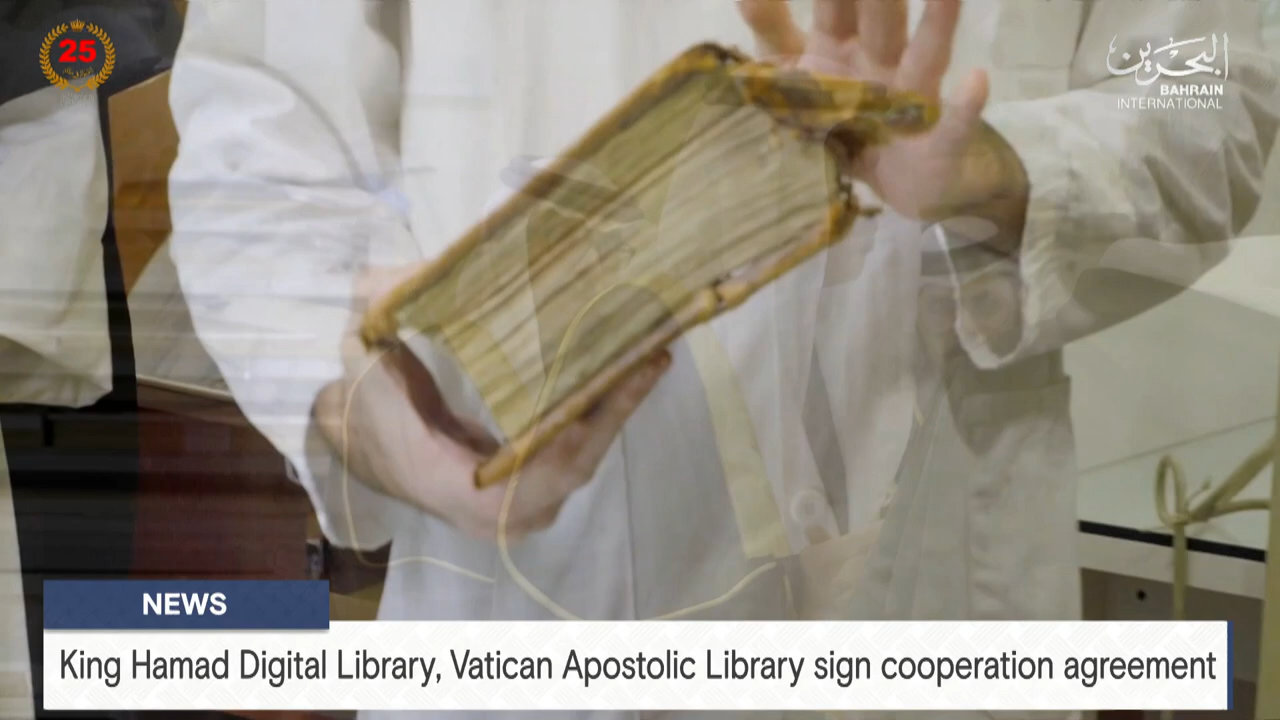 25
البحرين
BAHRAIN
INTERNATIONAL
NEWS
King Hamad Digital Library, Vatican Apostolic Library sign cooperation agreement